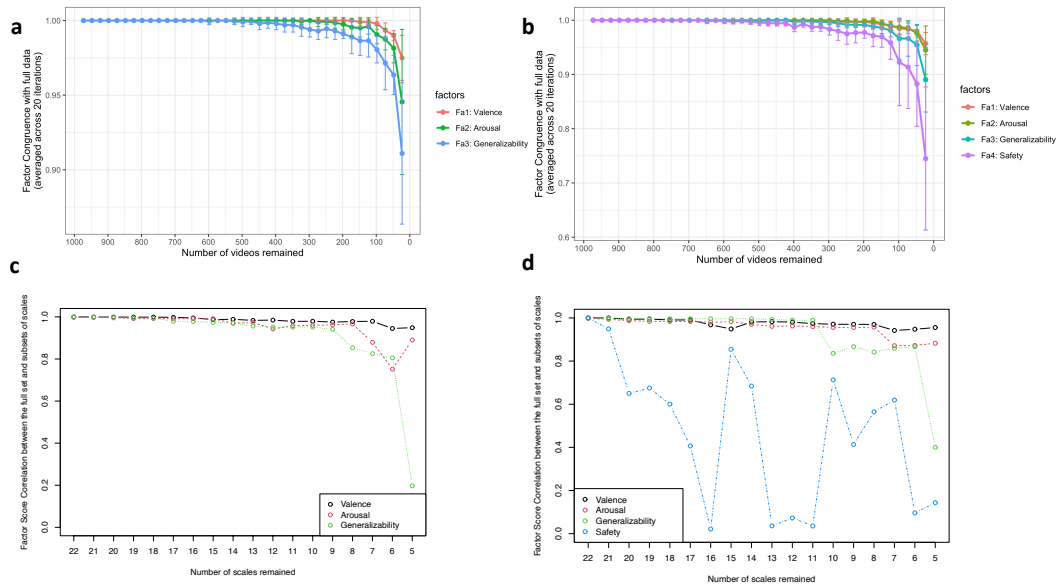 a
Factor Congruence with full data
(averaged across 20 iterations)
1.00
0.95
0.90
1000 900 800 700 600 500 400 300 200 100 0
Number of videos remained
factors
Fa1: Valence
Fa2: Arousal
Fa3: Generalizability
b
Factor Congruence with full data
(averaged across 20 iterations)
1.0
0.9
0.8
0.7
0.6
1000 900 800 700 600 500 400 300 200 100 0
Number of videos remained
factors
Fa1: Valence
Fa2: Arousal
Fa3: Generalizability
Fa4: Safety
c
Factor Score Correlation between the full set and subsets of scales
1.0
0.8
0.6
0.4
0.2
0.0
Valence
Arousal
Generalizability
22 21 20 19 18 17 16 15 14 13 12 11 10 9 8 7 6 5
Number of scales remained
d
Factor Score Correlation between the full set and subsets of scales
1.0
0.8
0.6
0.4
0.2
0.0
Valence
Arousal
Generalizability
Safety
22 21 20 19 18 17 16 15 14 13 12 11 10 9 8 7 6 5
Number of scales remained